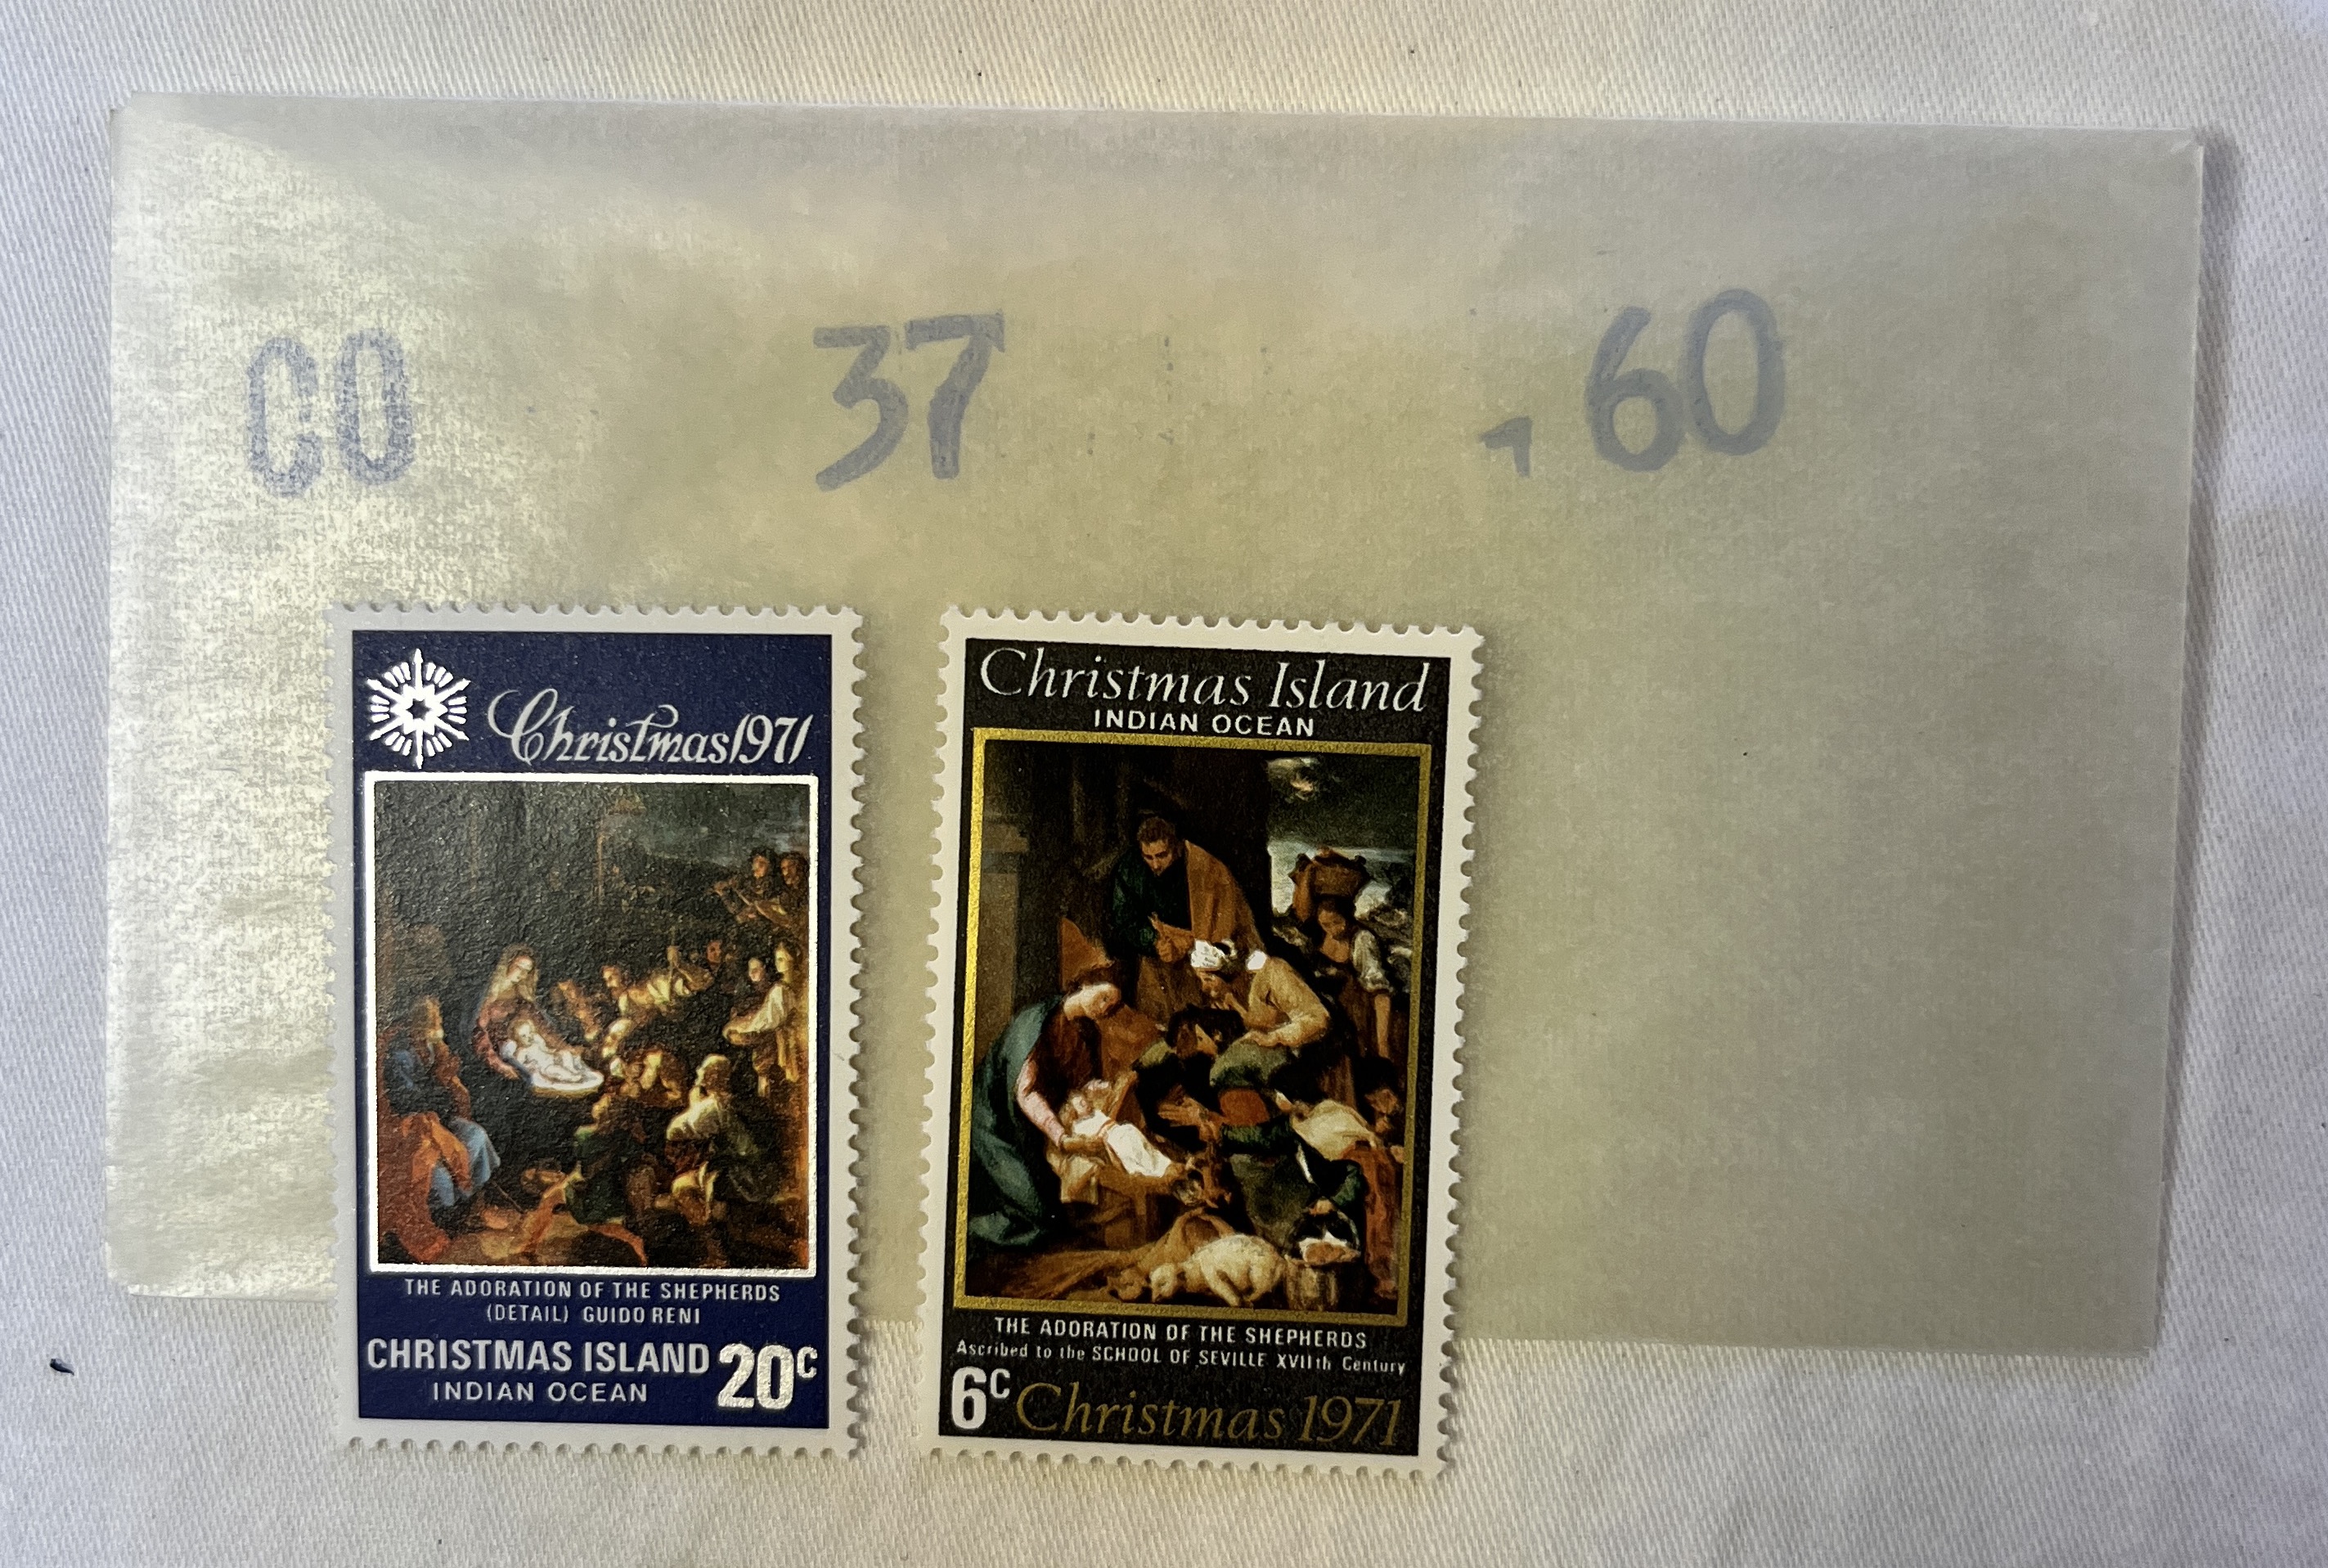 CO 37 .60
Christmas 1971
THE ADORATION OF THE SHEPHERDS
(DETAIL) GUIDO RENI
CHRISTMAS ISLAND 20c
INDIAN OCEAN
Christmas Island
INDIAN OCEAN
THE ADORATION OF THE SHEPHERDS
Ascribed to the SCHOOL OF SEVILLE XVIIth Century
6c Christmas 1971